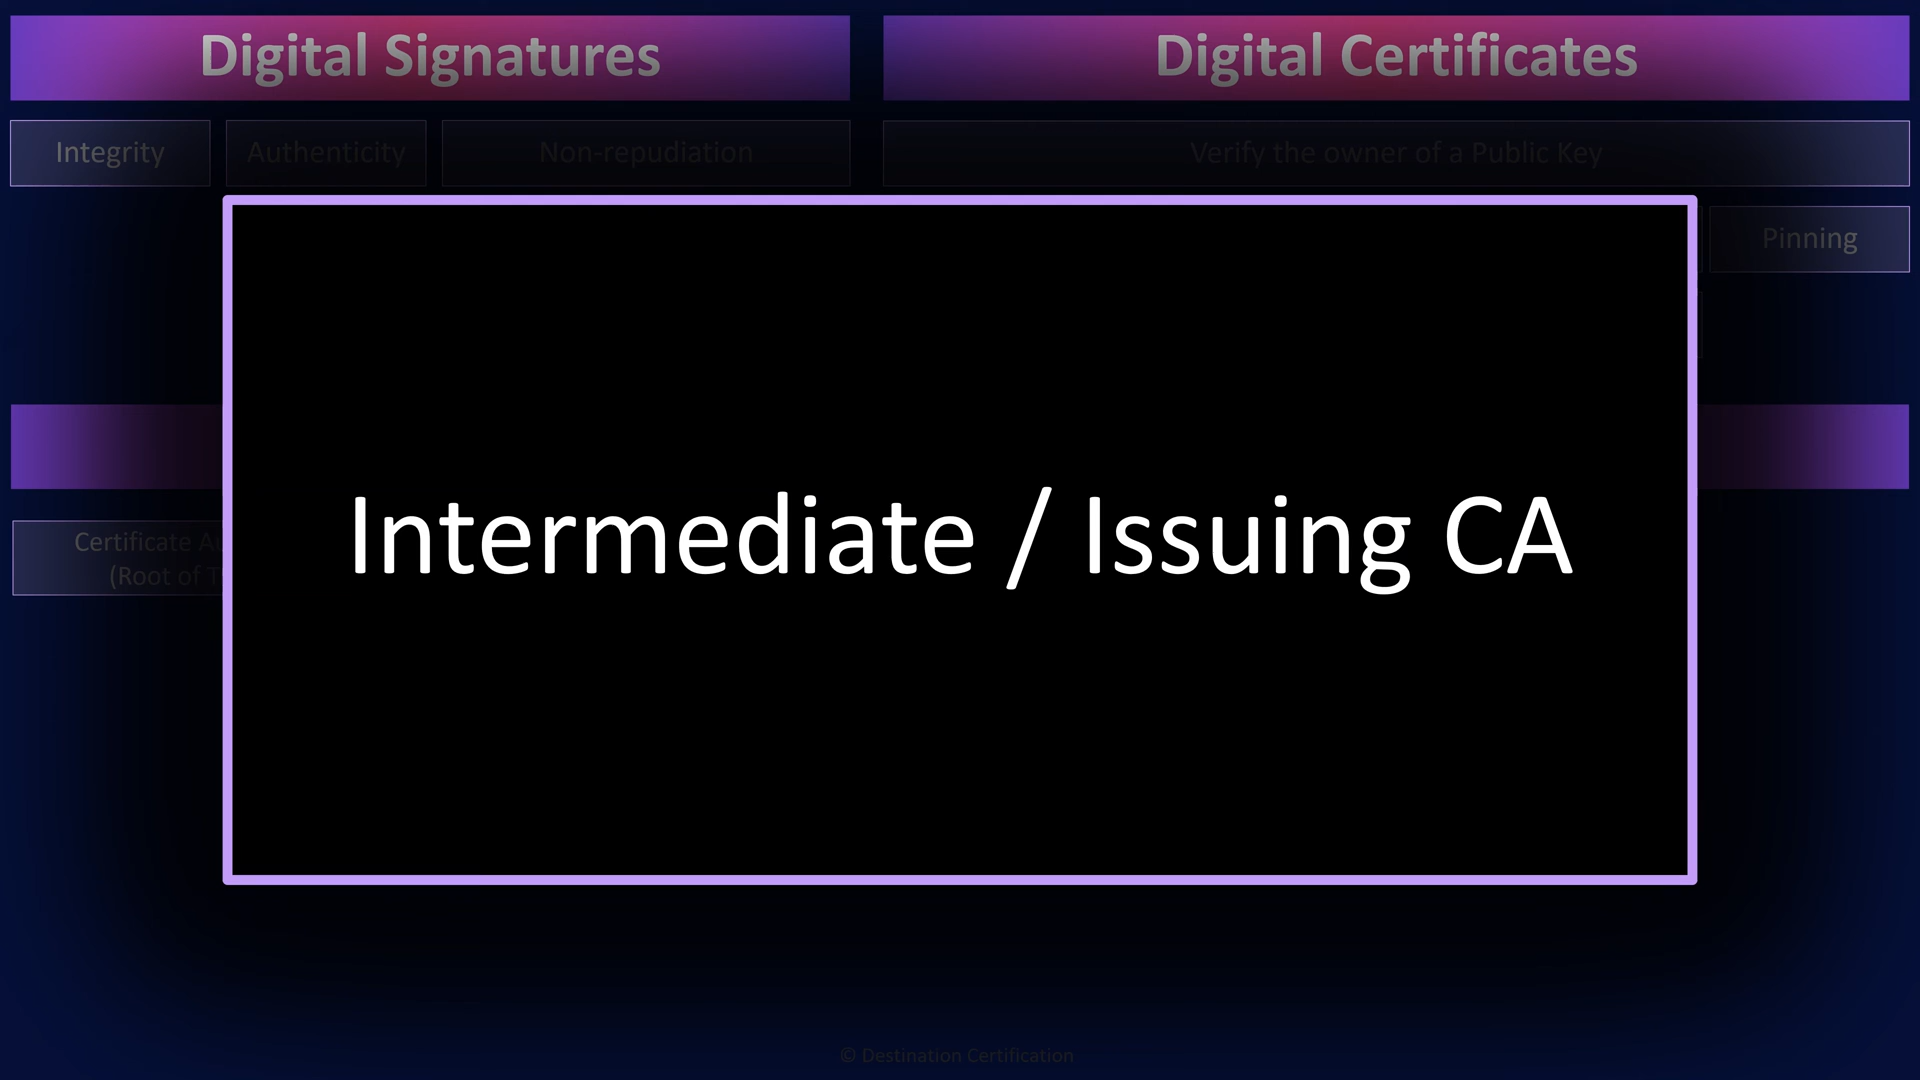 Digital Signatures
Digital Certificates
Integrity
Authenticity
Non-repudiation
Verify the owner of a Public Key
Pinning
Intermediate / Issuing CA
Certificate
(Root of
© Destination Certification